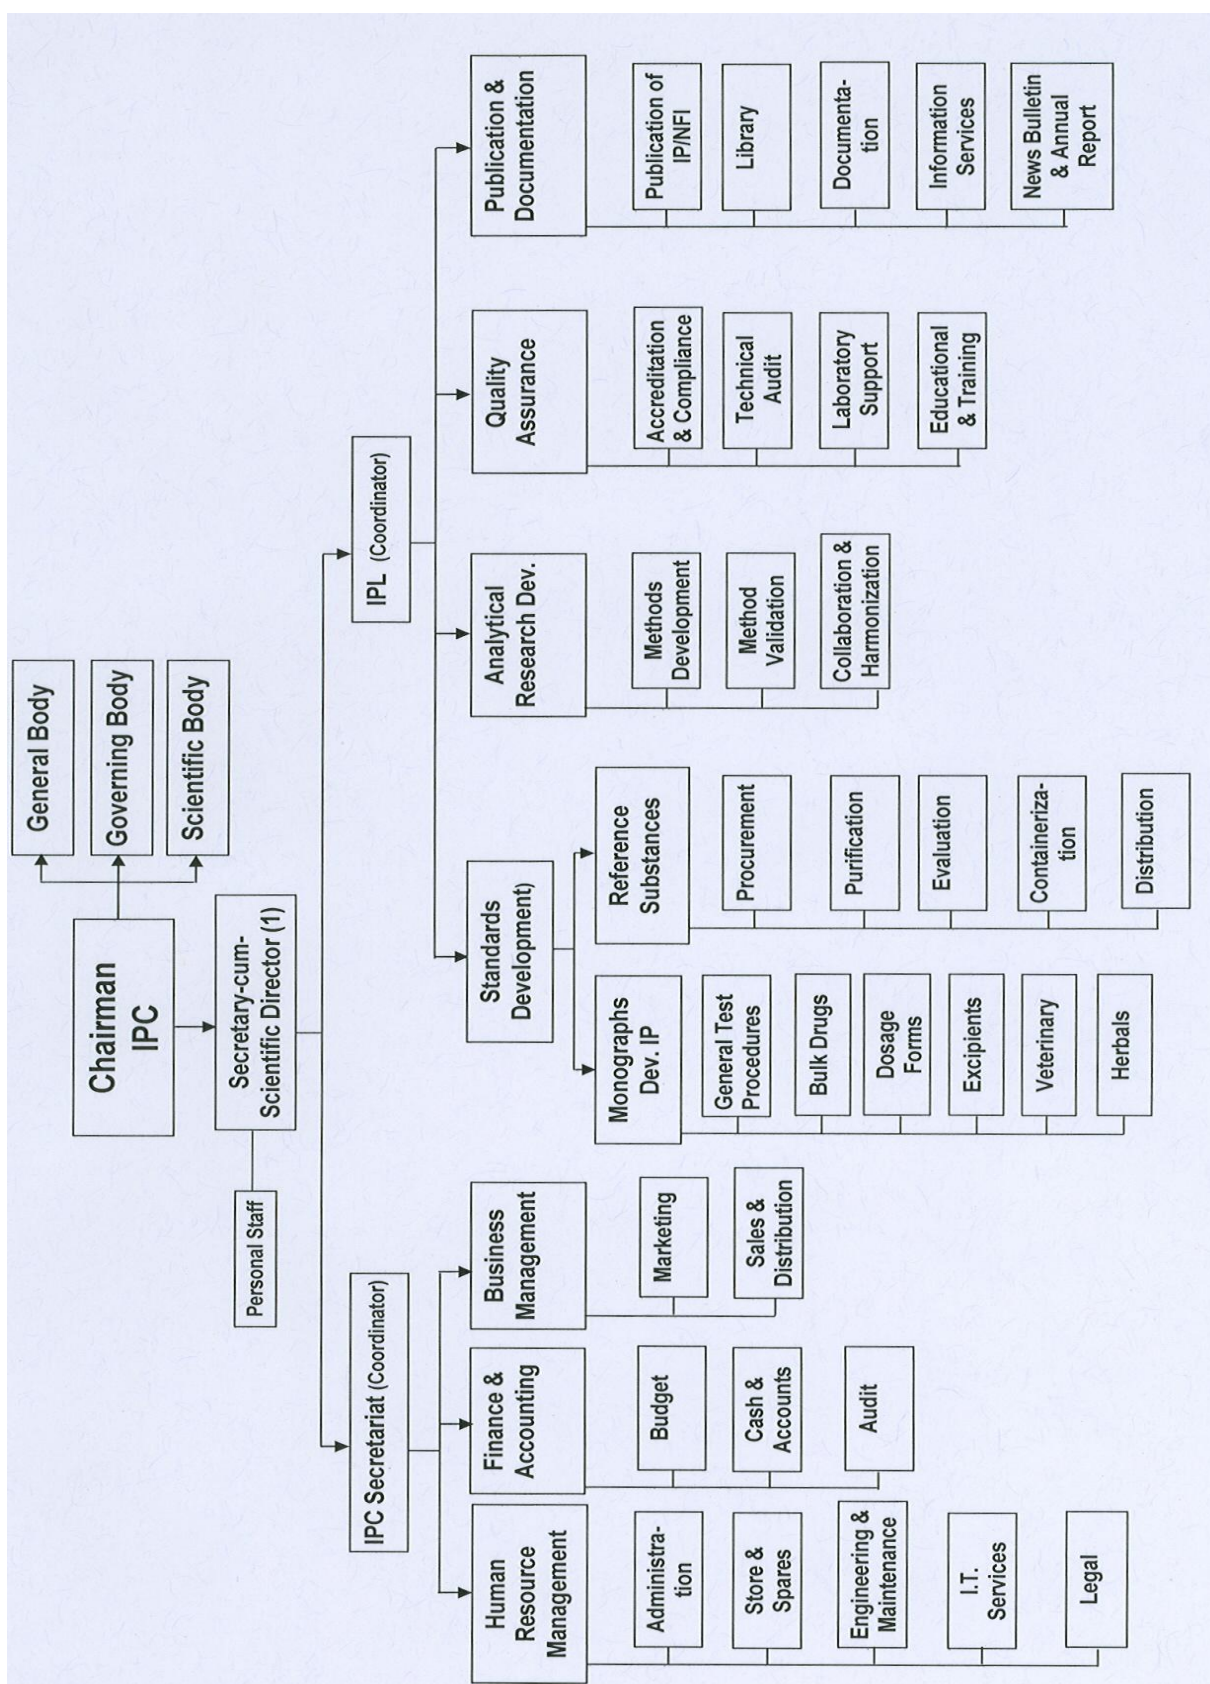 Chairman
IPC
General Body
Governing Body
Scientific Body
Secretary-cum-
Scientific Director (1)
Personal Staff
IPC Secretariat (Coordinator)
IPL (Coordinator)
Human
Resource
Management
Administra-
tion
Store &
Spares
Engineering &
Maintenance
I.T.
Services
Legal
Finance &
Accounting
Budget
Cash &
Accounts
Audit
Business
Management
Marketing
Sales &
Distribution
Standards
Development)
Monographs
Dev. IP
General Test
Procedures
Bulk Drugs
Dosage
Forms
Excipients
Veterinary
Herbals
Reference
Substances
Procurement
Purification
Evaluation
Containeriza-
tion
Distribution
Analytical
Research Dev.
Methods
Development
Method
Validation
Collaboration &
Harmonization
Quality
Assurance
Accreditation
& Compliance
Technical
Audit
Laboratory
Support
Educational
& Training
Publication &
Documentation
Publication of
IP/NFI
Library
Documenta-
tion
Information
Services
News Bulletin
& Annual
Report